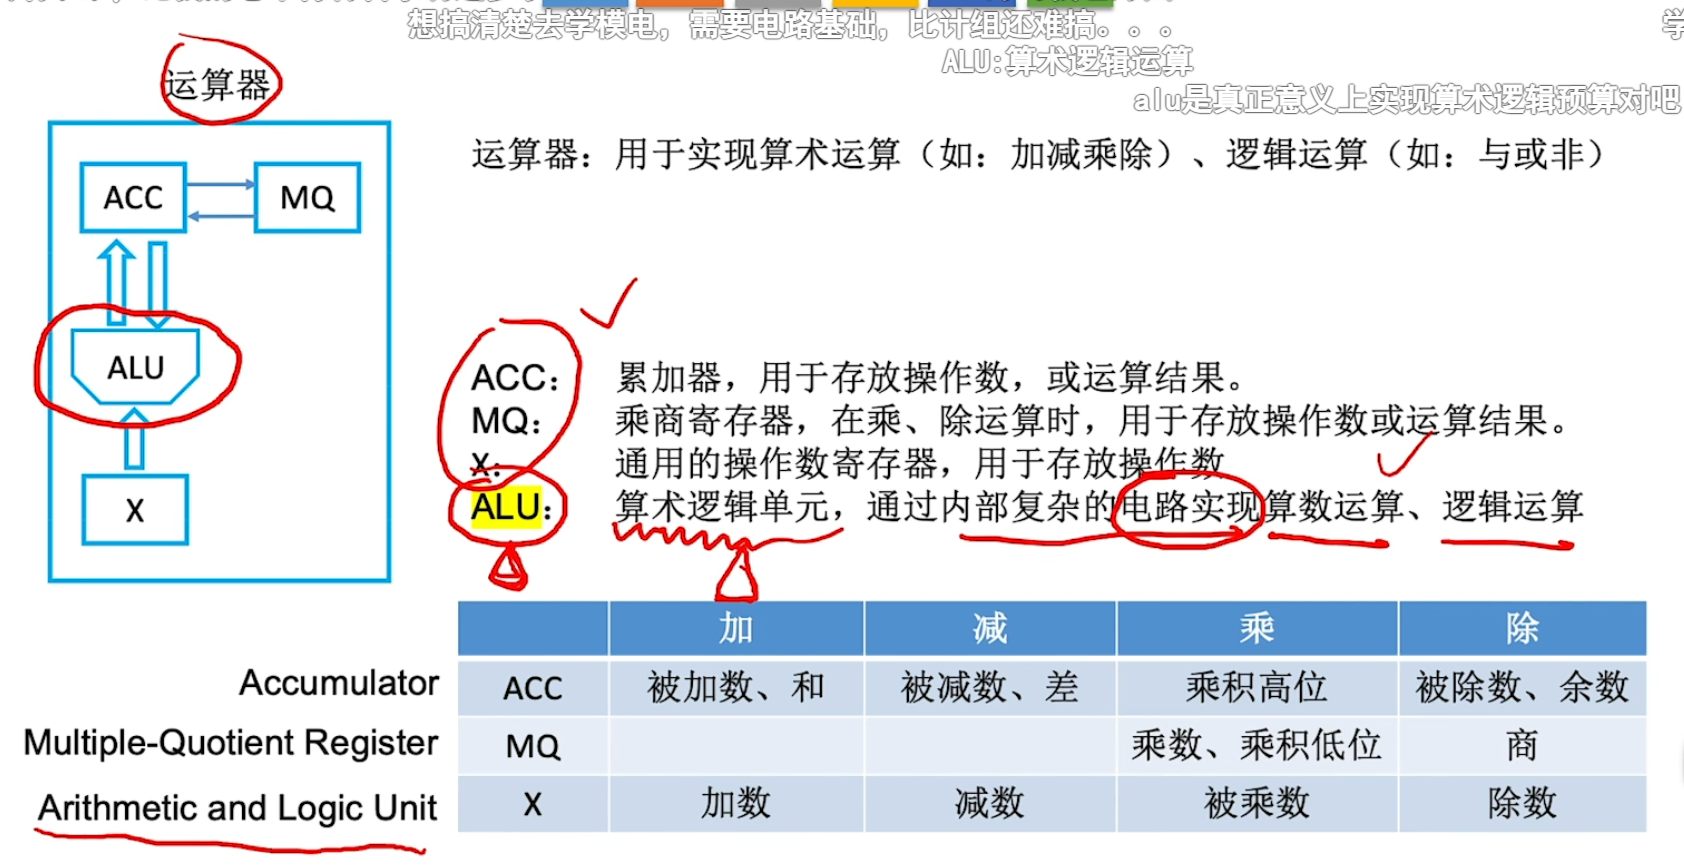 想搞清楚去学模电，需要电路基础，比计组还难搞。。。
学
ALU:算术逻辑运算
alu是真正意义上实现算术逻辑预算对吧
运算器
运算器：用于实现算术运算（如：加减乘除）、逻辑运算（如：与或非）
ACC
MQ
ALU
X
ACC： 累加器，用于存放操作数，或运算结果。
MQ： 乘商寄存器，在乘、除运算时，用于存放操作数或运算结果。
X： 通用的操作数寄存器，用于存放操作数
ALU： 算术逻辑单元，通过内部复杂的电路实现算数运算、逻辑运算
加 减 乘 除
Accumulator ACC 被加数、和 被减数、差 乘积高位 被除数、余数
Multiple-Quotient Register MQ 乘数、乘积低位 商
Arithmetic and Logic Unit X 加数 减数 被乘数 除数